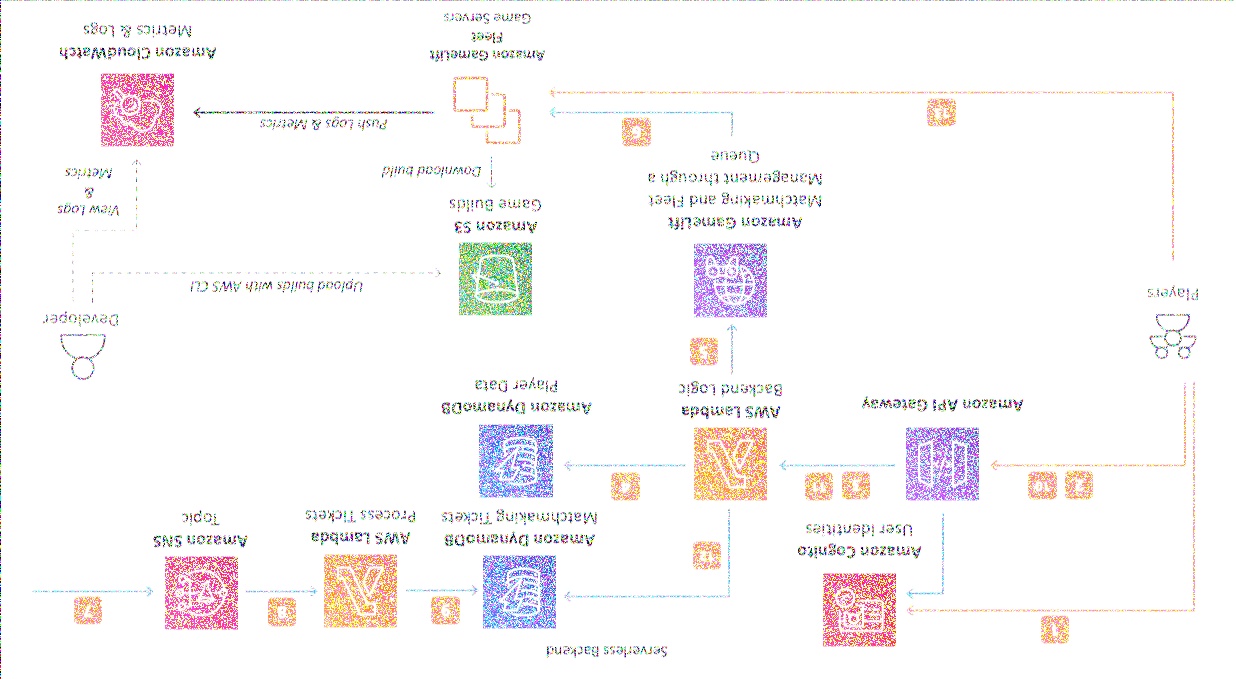 Serverless Backend
1
Amazon Cognito
User identities
9
8
7
Amazon DynamoDB
Matchmaking Tickets
AWS Lambda
Process Tickets
Amazon SNS
Topic
12
2
10
3
11
4
Amazon API Gateway
AWS Lambda
Backend Logic
Amazon DynamoDB
Player Data
5
Players
Developer
Upload builds with AWS CLI
Amazon GameLift
Matchmaking and Fleet
Management through a
Queue
Amazon S3
Game Builds
View Logs
&
Metrics
Download build
6
13
Push Logs & Metrics
Amazon GameLift
Fleet
Game Servers
Amazon CloudWatch
Metrics & Logs